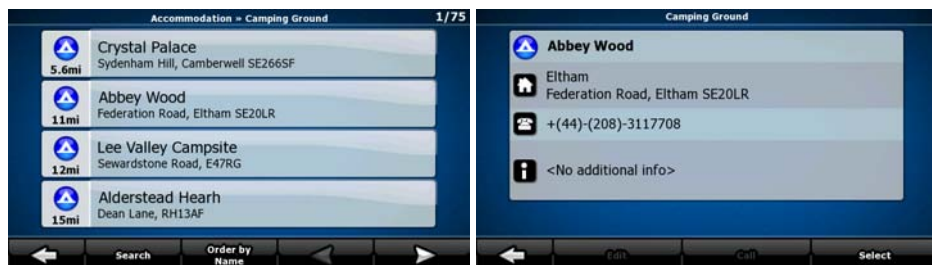 Accommodation » Camping Ground
1/75
Crystal Palace
Sydenham Hill, Camberwell SE266SF
5.6mi
Abbey Wood
Federation Road, Eltham SE20LR
11mi
Lee Valley Campsite
Sewardstone Road, E47RG
12mi
Alderstead Hearh
Dean Lane, RH13AF
15mi
Search
Order by
Name
Camping Ground
Abbey Wood
Eltham
Federation Road, Eltham SE20LR
+(44)-(208)-3117708
<No additional info>
Edit
Call
Select